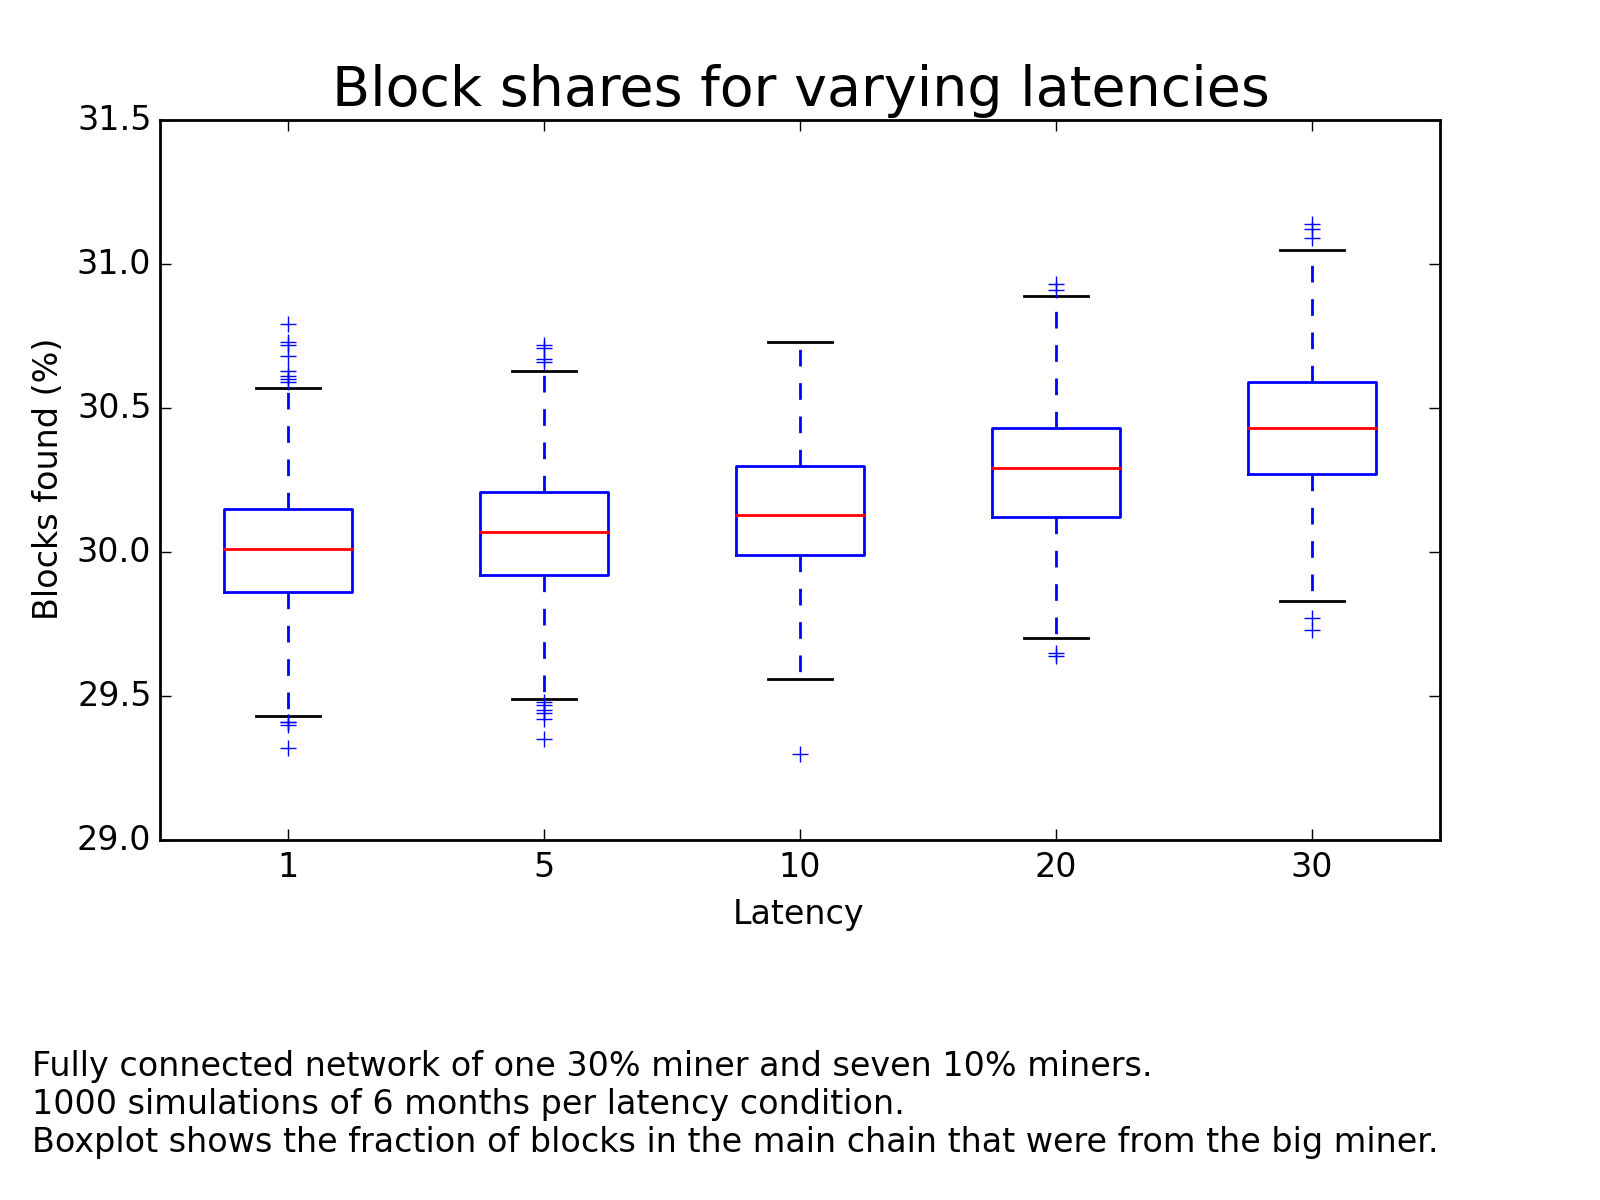 Block shares for varying latencies
31.5
31.0
30.5
30.0
29.5
29.0
Blocks found (%)
1 5 10 20 30
Latency
Fully connected network of one 30% miner and seven 10% miners.
1000 simulations of 6 months per latency condition.
Boxplot shows the fraction of blocks in the main chain that were from the big miner.